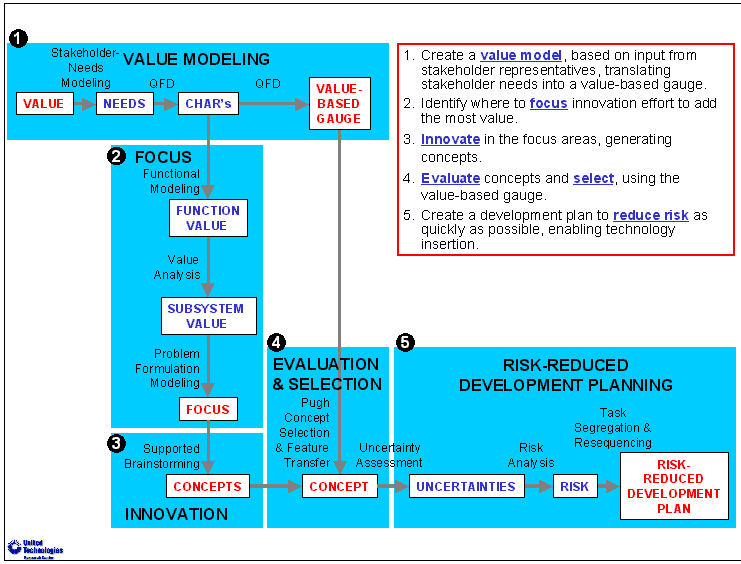 1
VALUE MODELING
Stakeholder-
Needs
Modeling
QFD
QFD
VALUE
NEEDS
CHAR's
VALUE-
BASED
GAUGE
1. Create a value model, based on input from
stakeholder representatives, translating
stakeholder needs into a value-based gauge.
2. Identify where to focus innovation effort to add
the most value.
3. Innovate in the focus areas, generating
concepts.
4. Evaluate concepts and select, using the
value-based gauge.
5. Create a development plan to reduce risk as
quickly as possible, enabling technology
insertion.
2
FOCUS
Functional
Modeling
FUNCTION
VALUE
Value
Analysis
SUBSYSTEM
VALUE
Problem
Formulation
Modeling
FOCUS
3
Supported
Brainstorming
CONCEPTS
INNOVATION
4
EVALUATION
& SELECTION
Pugh
Concept
Selection
& Feature
Transfer
CONCEPT
5
RISK-REDUCED
DEVELOPMENT PLANNING
Uncertainty
Assessment
UNCERTAINTIES
Risk
Analysis
RISK
Task
Segregation &
Resequencing
RISK-
REDUCED
DEVELOPMENT
PLAN
United
Technologies
Research Center